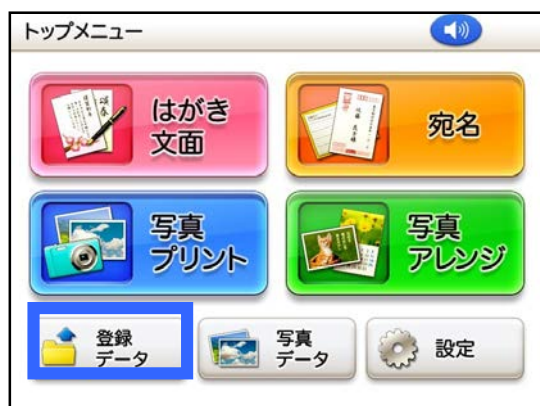 トップメニュー
はがき
文面
宛名
写真
プリント
写真
アレンジ
登録
データ
写真
データ
設定